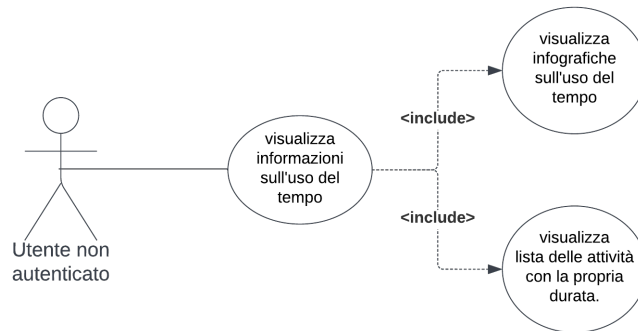 Utente non
autenticato
visualizza
informazioni
sull'uso del
tempo
<include>
visualizza
infografiche
sull'uso del
tempo
<include>
visualizza
lista delle attività
con la propria
durata.